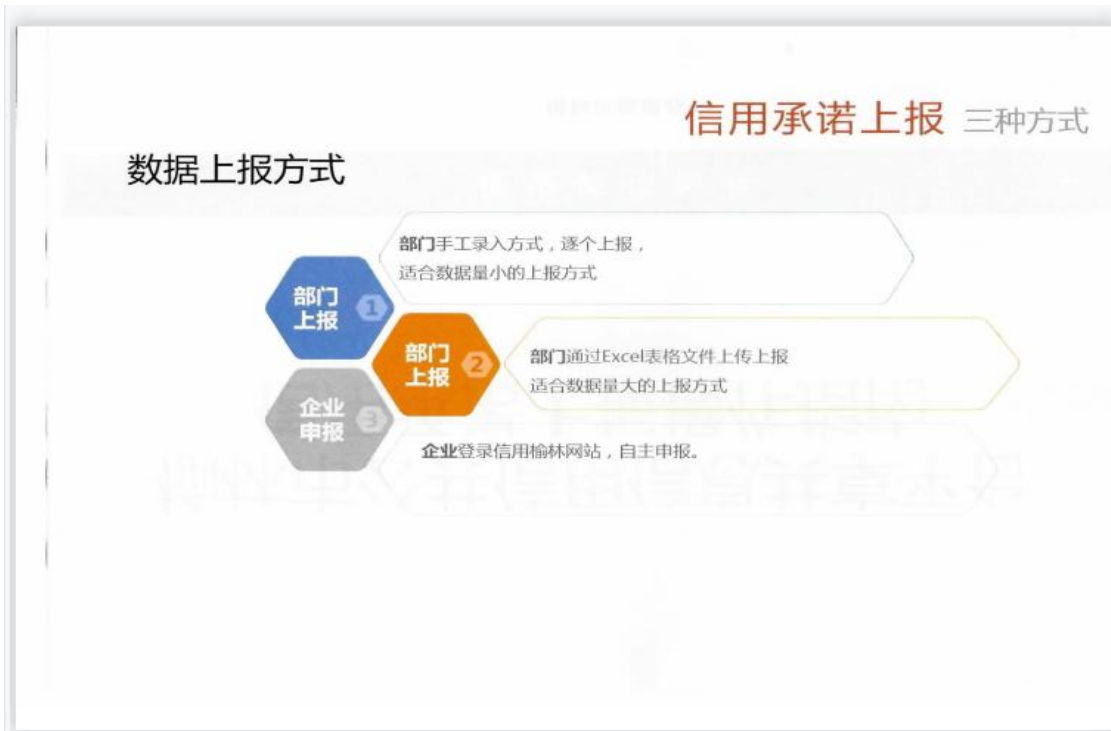 信用承诺上报 三种方式
数据上报方式
部门手工录入方式，逐个上报，
适合数据量小的上报方式
部门
上报
1
部门
上报
2
部门通过Excel表格文件上传上报
适合数据量大的上报方式
企业
申报
3
企业登录信用榆林网站，自主申报。